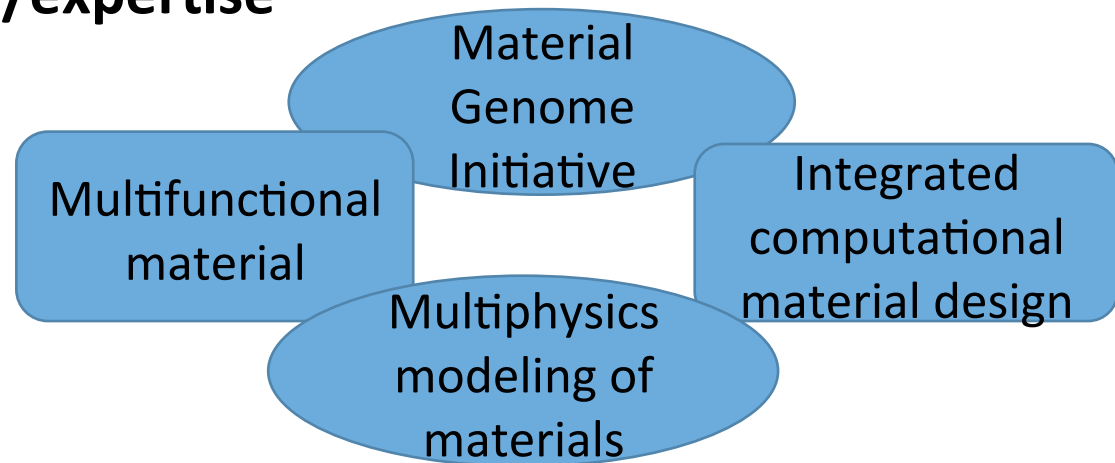 /expertise
Material
Genome
Initiative
Multifunctional
material
Integrated
computational
material design
Multiphysics
modeling of
materials